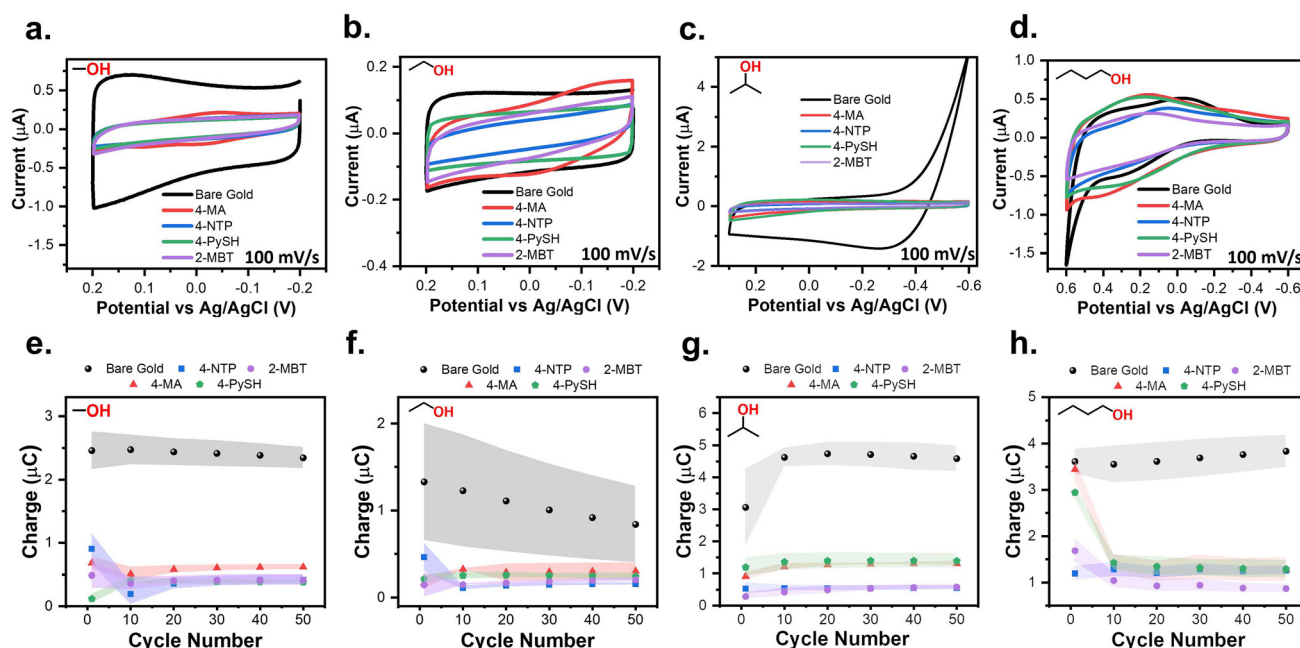 a.
OH
Bare Gold
4-MA
4-NTP
4-PySH
2-MBT
100 mV/s
0.5
0.0
-0.5
-1.0
-1.5
0.2 0.1 0.0 -0.1 -0.2
Current (μA)
Potential vs Ag/AgCl (V)
b.
OH
Bare Gold
4-MA
4-NTP
4-PySH
2-MBT
100 mV/s
0.2
0.0
-0.2
-0.4
0.2 0.1 0.0 -0.1 -0.2
Current (μA)
Potential vs Ag/AgCl (V)
c.
OH
Bare Gold
4-MA
4-NTP
4-PySH
2-MBT
100 mV/s
4
2
0
-2
0.2 0.0 -0.2 -0.4 -0.6
Current (μA)
Potential vs Ag/AgCl (V)
d.
OH
Bare Gold
4-MA
4-NTP
4-PySH
2-MBT
100 mV/s
1.0
0.5
0.0
-0.5
-1.0
-1.5
0.6 0.4 0.2 0.0 -0.2 -0.4 -0.6
Current (μA)
Potential vs Ag/AgCl (V)
e.
Bare Gold 4-NTP 2-MBT
4-MA 4-PySH
OH
3
2
1
0
0 10 20 30 40 50
Charge (μC)
Cycle Number
f.
Bare Gold 4-NTP 2-MBT
4-MA 4-PySH
OH
2
1
0
0 10 20 30 40 50
Charge (μC)
Cycle Number
g.
Bare Gold 4-NTP 2-MBT
4-MA 4-PySH
OH
6
5
4
3
2
1
0
0 10 20 30 40 50
Charge (μC)
Cycle Number
h.
Bare Gold 4-NTP 2-MBT
4-MA 4-PySH
OH
5
4
3
2
1
0 10 20 30 40 50
Charge (μC)
Cycle Number